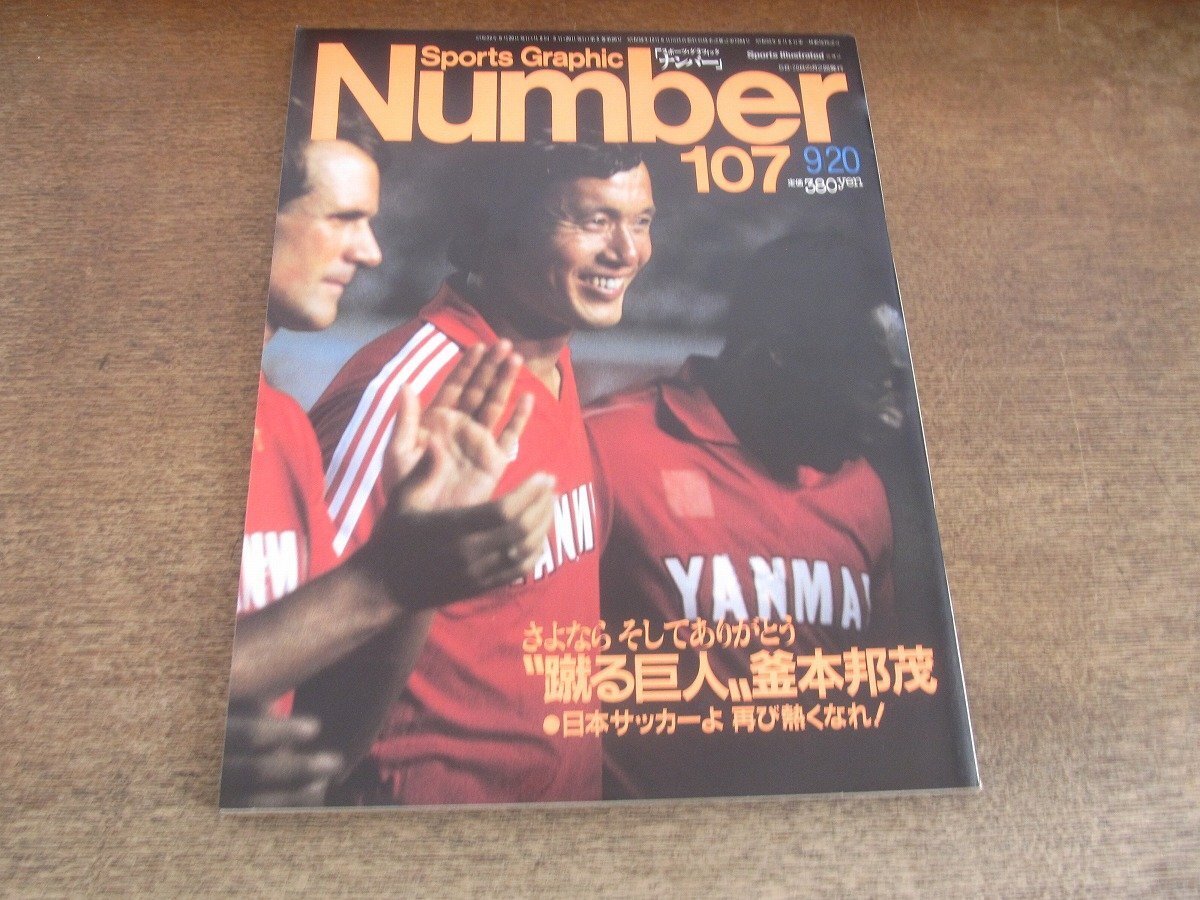 Sports Graphic
「スポーツ・グラフィック
ナンバー」
Sports Illustrated
Number
107 9 20
定価380yen
YANM
YANMA
さよなら そしてありがとう
〝蹴る巨人〟釜本邦茂
●日本サッカーよ 再び熱くなれ!